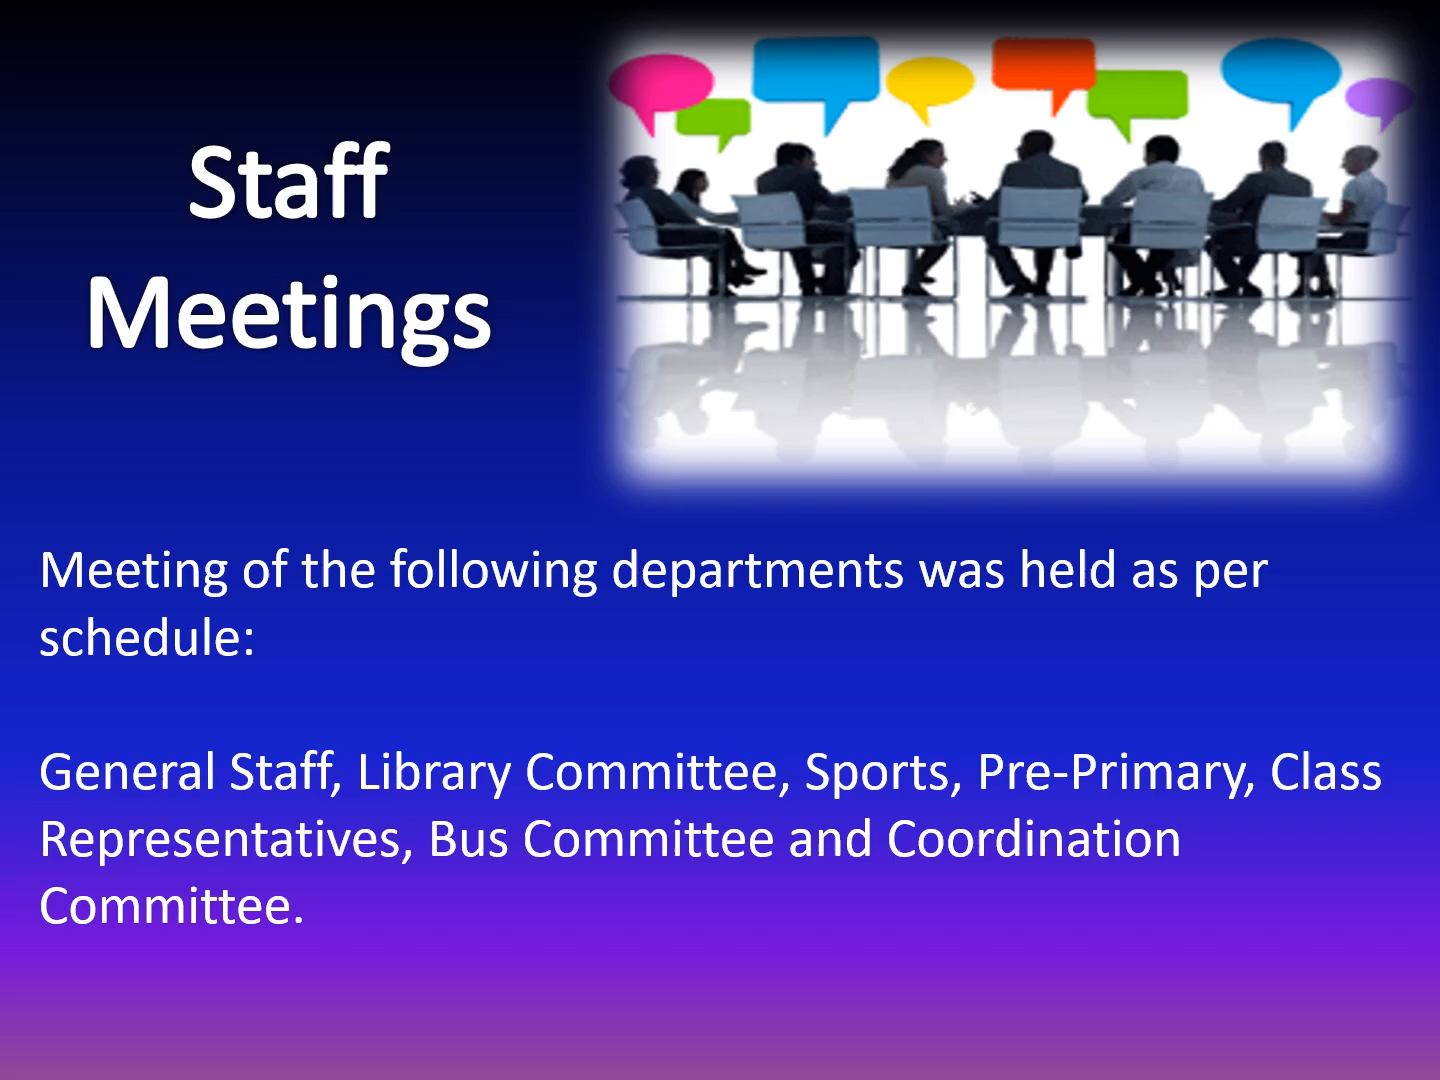 Staff
Meetings
Meeting of the following departments was held as per
schedule:
General Staff, Library Committee, Sports, Pre-Primary, Class
Representatives, Bus Committee and Coordination
Committee.